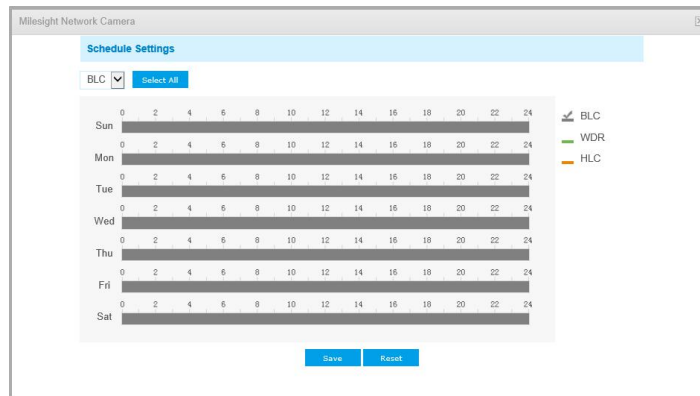 Milesight Network Camera
Schedule Settings
BLC Select All
0 2 4 6 8 10 12 14 16 18 20 22 24
Sun
0 2 4 6 8 10 12 14 16 18 20 22 24
Mon
0 2 4 6 8 10 12 14 16 18 20 22 24
Tue
0 2 4 6 8 10 12 14 16 18 20 22 24
Wed
0 2 4 6 8 10 12 14 16 18 20 22 24
Thu
0 2 4 6 8 10 12 14 16 18 20 22 24
Fri
0 2 4 6 8 10 12 14 16 18 20 22 24
Sat
BLC
WDR
HLC
Save Reset